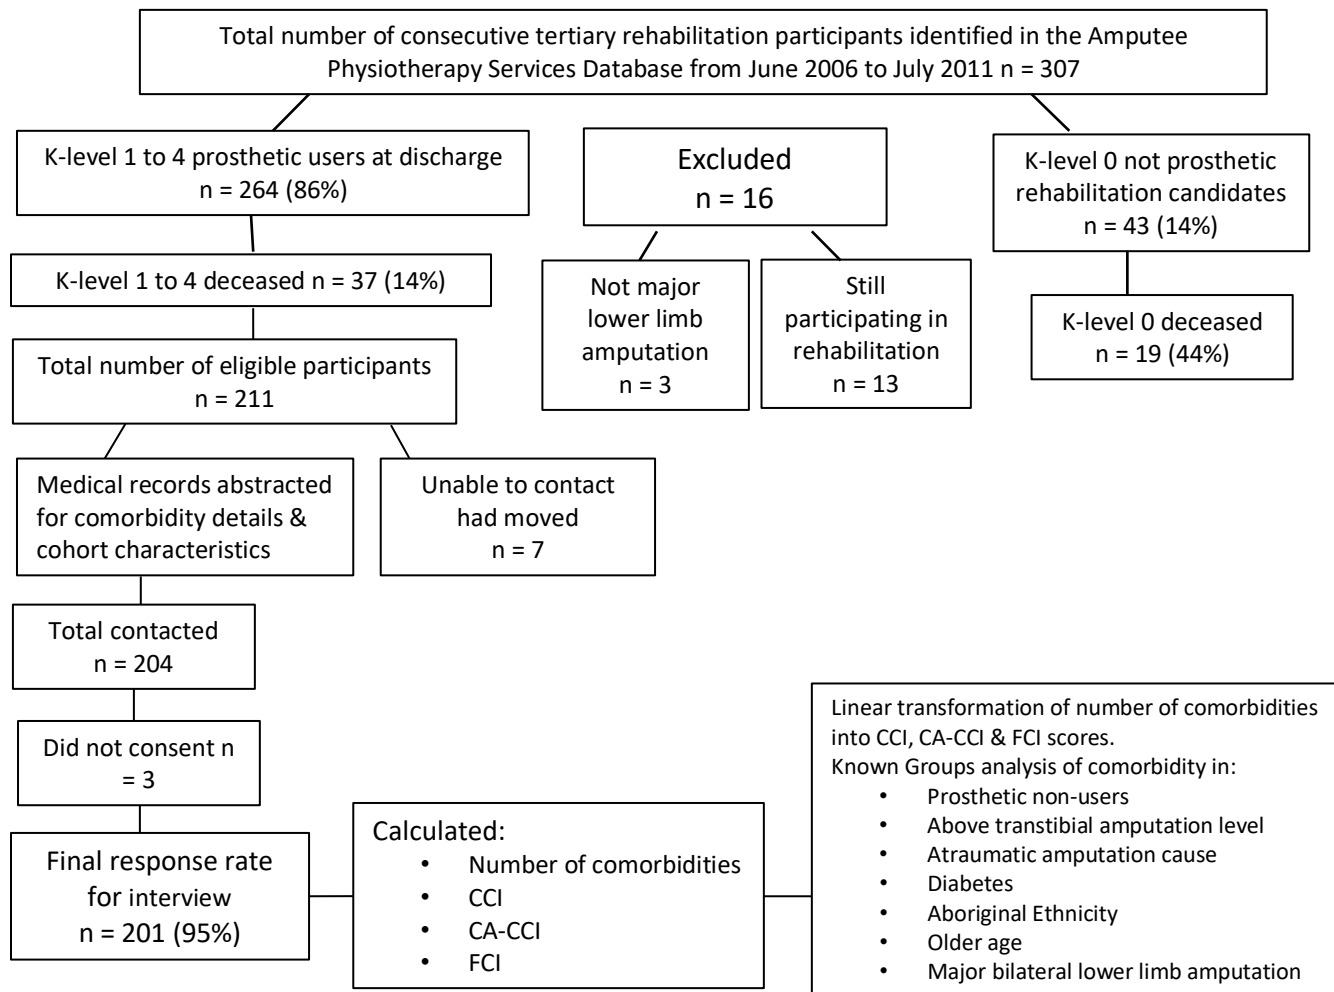 Total number of consecutive tertiary rehabilitation participants identified in the Amputee
Physiotherapy Services Database from June 2006 to July 2011 n = 307
K-level 1 to 4 prosthetic users at discharge
n = 264 (86%)
Excluded
n = 16
K-level 0 not prosthetic
rehabilitation candidates
n = 43 (14%)
K-level 1 to 4 deceased n = 37 (14%)
Not major
lower limb
amputation
n = 3
Still
participating in
rehabilitation
n = 13
K-level 0 deceased
n = 19 (44%)
Total number of eligible participants
n = 211
Medical records abstracted
for comorbidity details &
cohort characteristics
Unable to contact
had moved
n = 7
Total contacted
n = 204
Did not consent n
= 3
Final response rate
for interview
n = 201 (95%)
Calculated:
• Number of comorbidities
• CCI
• CA-CCI
• FCI
Linear transformation of number of comorbidities
into CCI, CA-CCI & FCI scores.
Known Groups analysis of comorbidity in:
• Prosthetic non-users
• Above transtibial amputation level
• Atraumatic amputation cause
• Diabetes
• Aboriginal Ethnicity
• Older age
• Major bilateral lower limb amputation